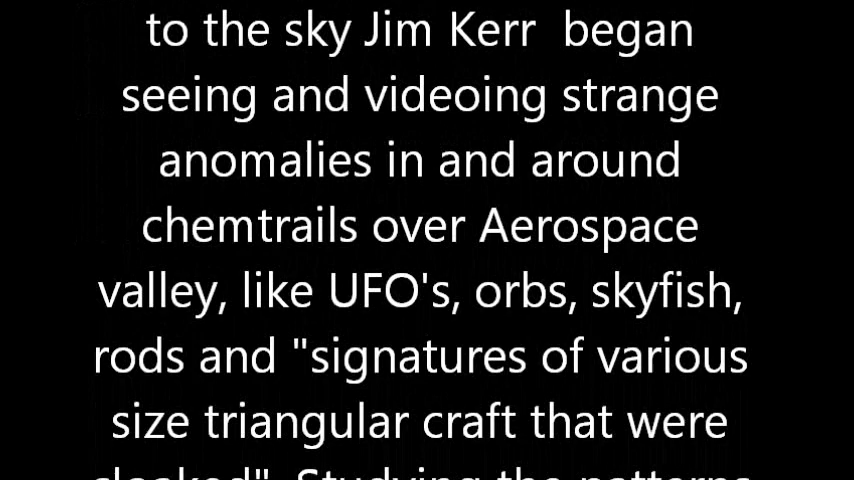 to the sky Jim Kerr  began
seeing and videoing strange
anomalies in and around
chemtrails over Aerospace
valley, like UFO's, orbs, skyfish,
rods and "signatures of various
size triangular craft that were
cloaked". Studying the patterns